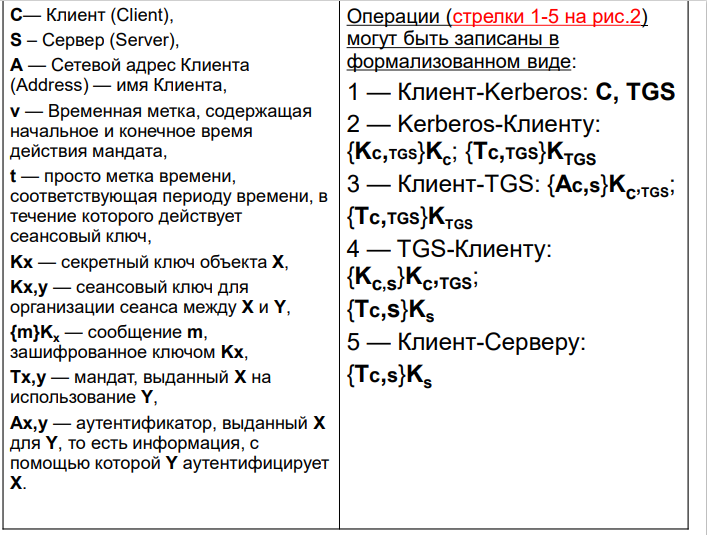 C— Клиент (Client),
S – Сервер (Server),
A — Сетевой адрес Клиента
(Address) — имя Клиента,
v — Временная метка, содержащая
начальное и конечное время
действия мандата,
t — просто метка времени,
соответствующая периоду времени, в
течение которого действует
сеансовый ключ,
Kx — секретный ключ объекта X,
Kx,y — сеансовый ключ для
организации сеанса между X и Y,
{m}Kx — сообщение m,
зашифрованное ключом Kx,
Tx,y — мандат, выданный X на
использование Y,
Ax,y — аутентификатор, выданный X
для Y, то есть информация, с
помощью которой Y аутентифицирует
X.
Операции (стрелки 1-5 на рис.2)
могут быть записаны в
формализованном виде:
1 — Клиент-Kerberos: C, TGS
2 — Kerberos-Клиенту:
{Kc,TGS}Kc; {Tc,TGS}KTGS
3 — Клиент-TGS: {Ac,s}KC,TGS;
{Tc,TGS}KTGS
4 — TGS-Клиенту:
{Kc,s}Kc,TGS;
{Tc,s}Ks
5 — Клиент-Серверу:
{Tc,s}Ks